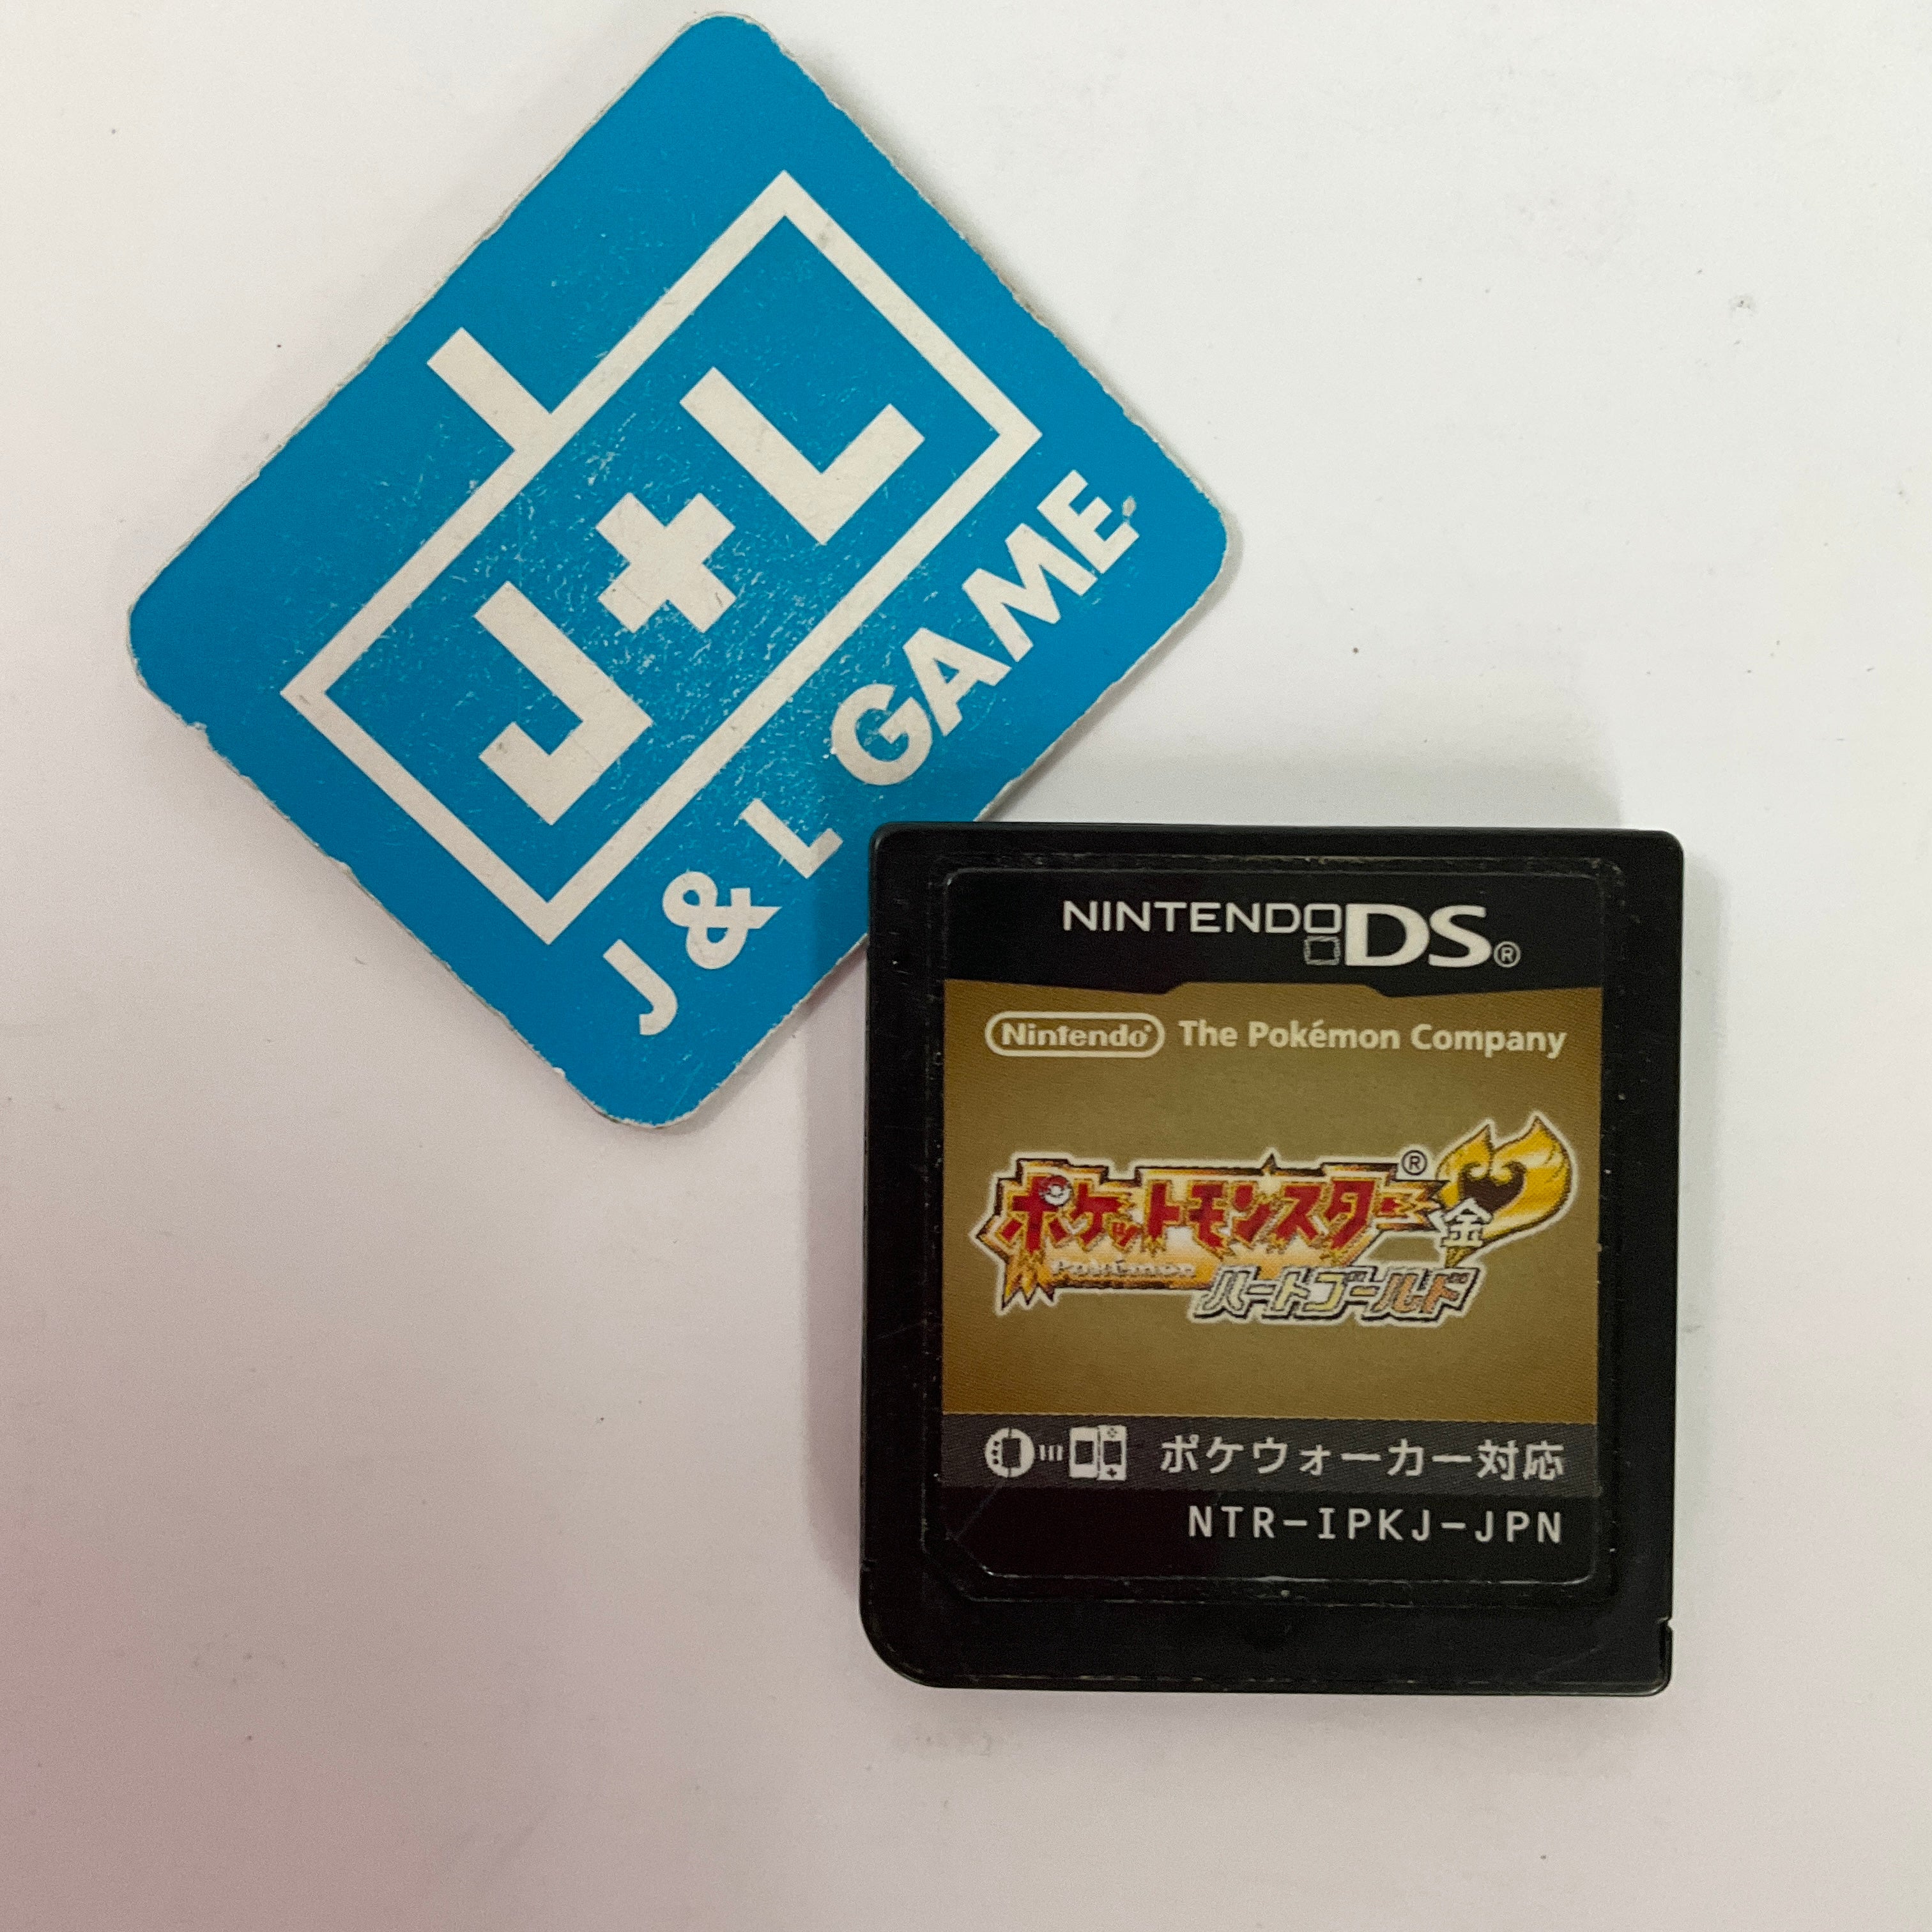 J+L
J & L GAME
NINTENDO DS®
Nintendo® The Pokémon Company
ポケットモンスター®
金
Pokémon
ハートゴールド
ポケウォーカー対応
NTR-IPKJ-JPN